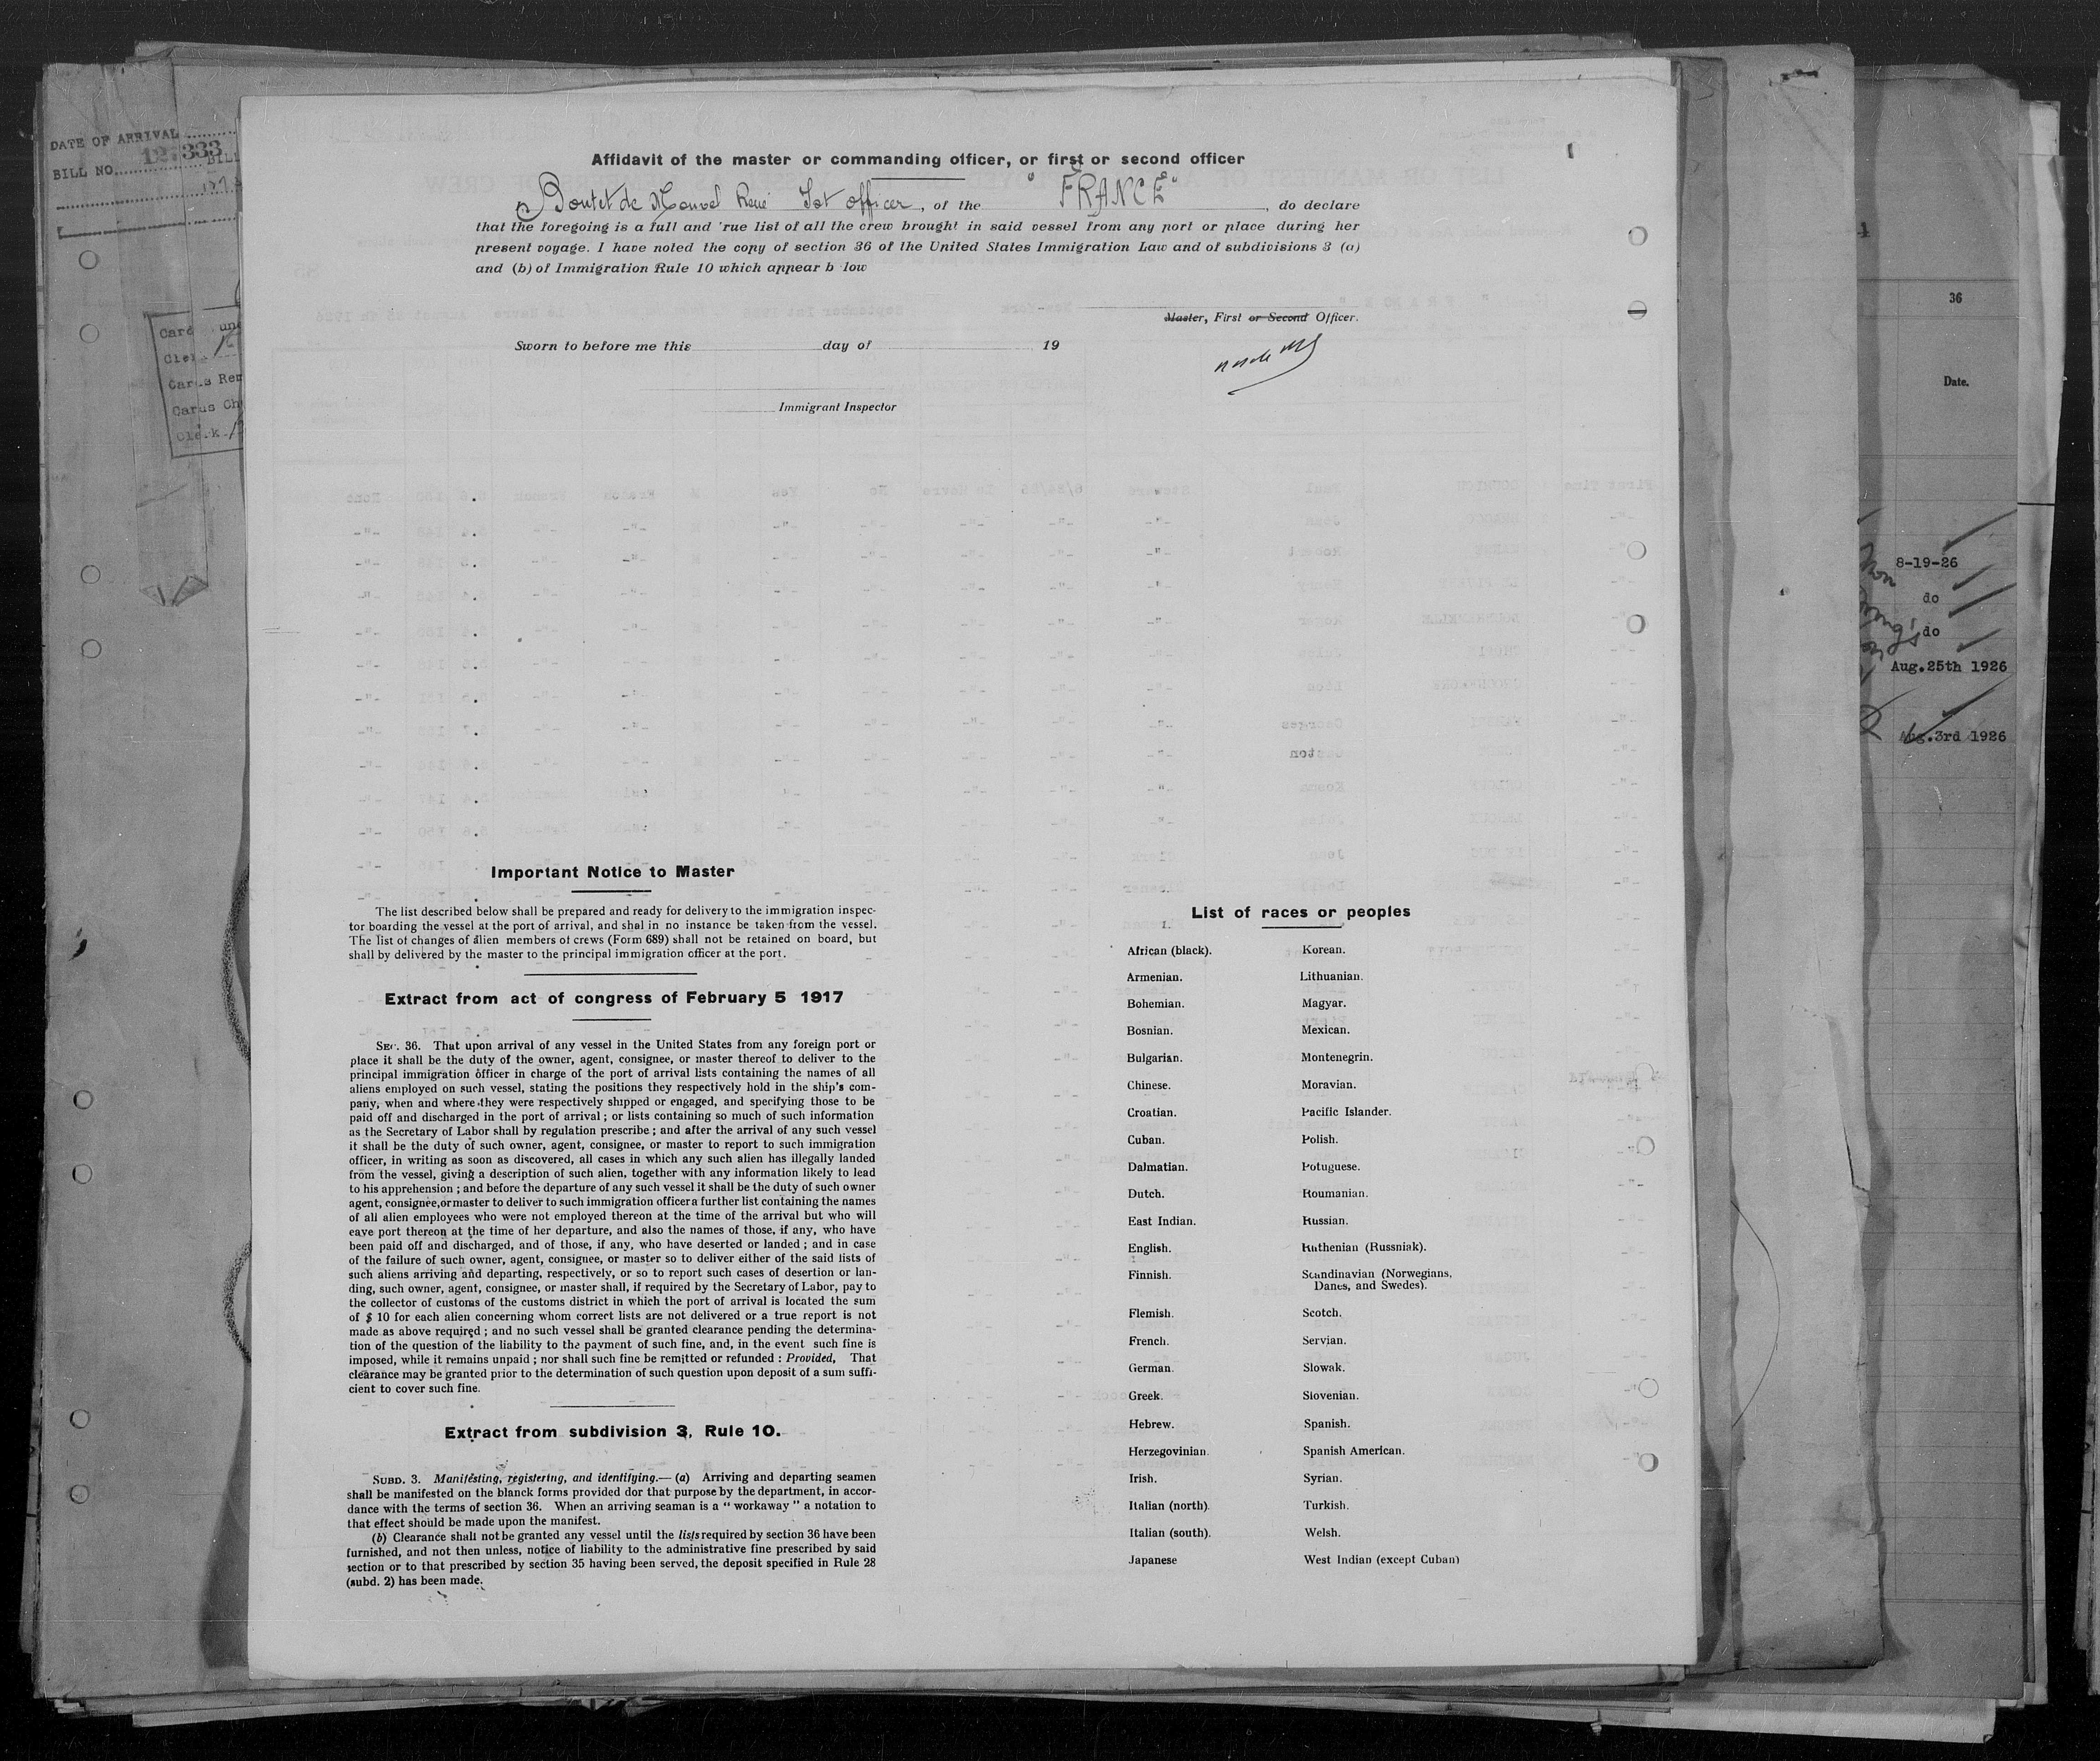 DATE OF ARRIVAL
BILL NO.
127333
Affidavit of the master or commanding officer, or first or second officer
Boutet de Monvel René 1st officer, of the "FRANCE", do declare
that the foregoing is a full and 'rue list of all the crew brought in said vessel from any port or place during her
present voyage. I have noted the copy of section 36 of the United States Immigration Law and of subdivisions 3 (a)
and (b) of Immigration Rule 10 which appear b low
Master, First or Second Officer.
Sworn to before me this day of 19
Immigrant Inspector
Important Notice to Master
The list described below shall be prepared and ready for delivery to the immigration inspec-
tor boarding the vessel at the port of arrival, and shal in no instance be taken from the vessel.
The list of changes of alien members of crews (Form 689) shall not be retained on board, but
shall by delivered by the master to the principal immigration officer at the port.
Extract from act of congress of February 5 1917
SEC. 36. That upon arrival of any vessel in the United States from any foreign port or
place it shall be the duty of the owner, agent, consignee, or master thereof to deliver to the
principal immigration officer in charge of the port of arrival lists containing the names of all
aliens employed on such vessel, stating the positions they respectively hold in the ship's com-
pany, when and where they were respectively shipped or engaged, and specifying those to be
paid off and discharged in the port of arrival ; or lists containing so much of such information
as the Secretary of Labor shall by regulation prescribe ; and after the arrival of any such vessel
it shall be the duty of such owner, agent, consignee, or master to report to such immigration
officer, in writing as soon as discovered, all cases in which any such alien has illegally landed
from the vessel, giving a description of such alien, together with any information likely to lead
to his apprehension ; and before the departure of any such vessel it shall be the duty of such owner
agent, consignee,or master to deliver to such immigration officer a further list containing the names
of all alien employees who were not employed thereon at the time of the arrival but who will
eave port thereon at the time of her departure, and also the names of those, if any, who have
been paid off and discharged, and of those, if any, who have deserted or landed ; and in case
of the failure of such owner, agent, consignee, or master so to deliver either of the said lists of
such aliens arriving and departing, respectively, or so to report such cases of desertion or lan-
ding, such owner, agent, consignee, or master shall, if required by the Secretary of Labor, pay to
the collector of customs of the customs district in which the port of arrival is located the sum
of $ 10 for each alien concerning whom correct lists are not delivered or a true report is not
made as above required ; and no such vessel shall be granted clearance pending the determina-
tion of the question of the liability to the payment of such fine, and, in the event such fine is
imposed, while it remains unpaid ; nor shall such fine be remitted or refunded : Provided, That
clearance may be granted prior to the determination of such question upon deposit of a sum suffi-
cient to cover such fine.
Extract from subdivision 3, Rule 10.
SUBD. 3. Manifesting, registering, and identifying.— (a) Arriving and departing seamen
shall be manifested on the blanck forms provided dor that purpose by the department, in accor-
dance with the terms of section 36. When an arriving seaman is a " workaway " a notation to
that effect should be made upon the manifest.
(b) Clearance shall not be granted any vessel until the lists required by section 36 have been
furnished, and not then unless, notice of liability to the administrative fine prescribed by said
section or to that prescribed by section 35 having been served, the deposit specified in Rule 28
(subd. 2) has been made.
List of races or peoples
African (black). Korean.
Armenian. Lithuanian.
Bohemian. Magyar.
Bosnian. Mexican.
Bulgarian. Montenegrin.
Chinese. Moravian.
Croatian. Pacific Islander.
Cuban. Polish.
Dalmatian. Potuguese.
Dutch. Roumanian.
East Indian. Russian.
English. Ruthenian (Russniak).
Finnish. Scandinavian (Norwegians,
Danes, and Swedes).
Flemish. Scotch.
French. Servian.
German. Slowak.
Greek. Slovenian.
Hebrew. Spanish.
Herzegovinian. Spanish American.
Irish. Syrian.
Italian (north). Turkish.
Italian (south). Welsh.
Japanese West Indian (except Cuban)
36
Date.
8-19-26
do
do
Aug.25th 1926
Aug.3rd 1926